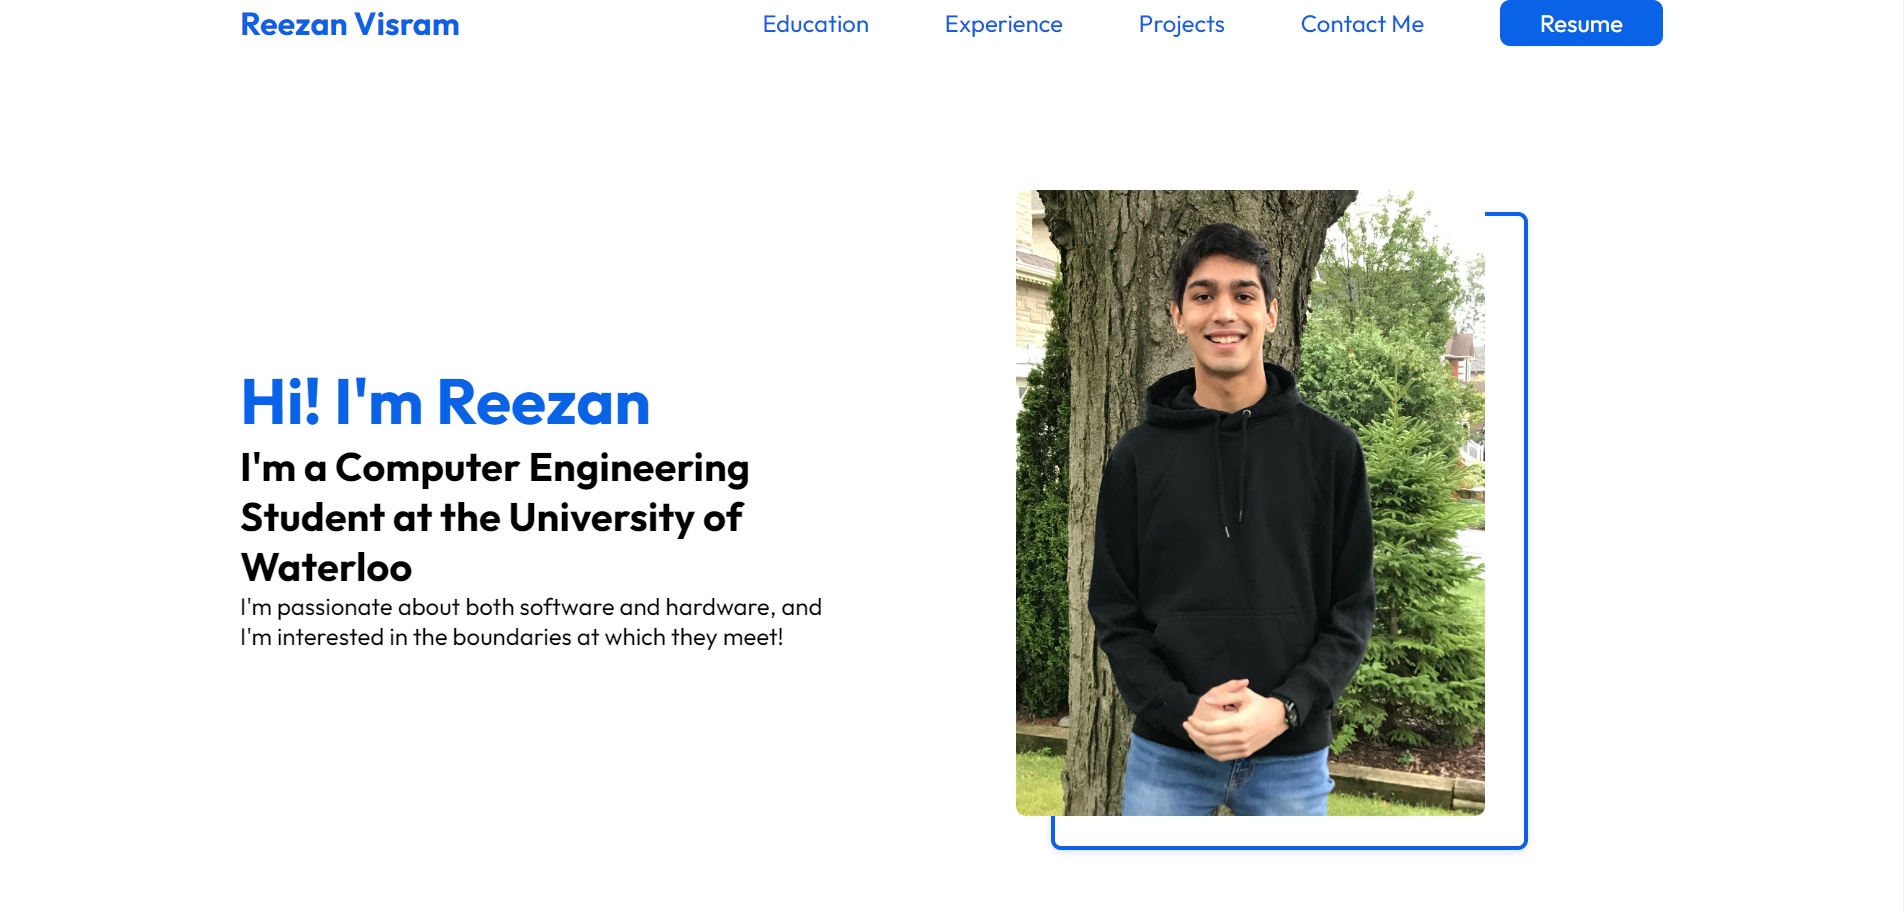 Reezan Visram
Education
Experience
Projects
Contact Me
Resume
Hi! I'm Reezan
I'm a Computer Engineering
Student at the University of
Waterloo
I'm passionate about both software and hardware, and
I'm interested in the boundaries at which they meet!